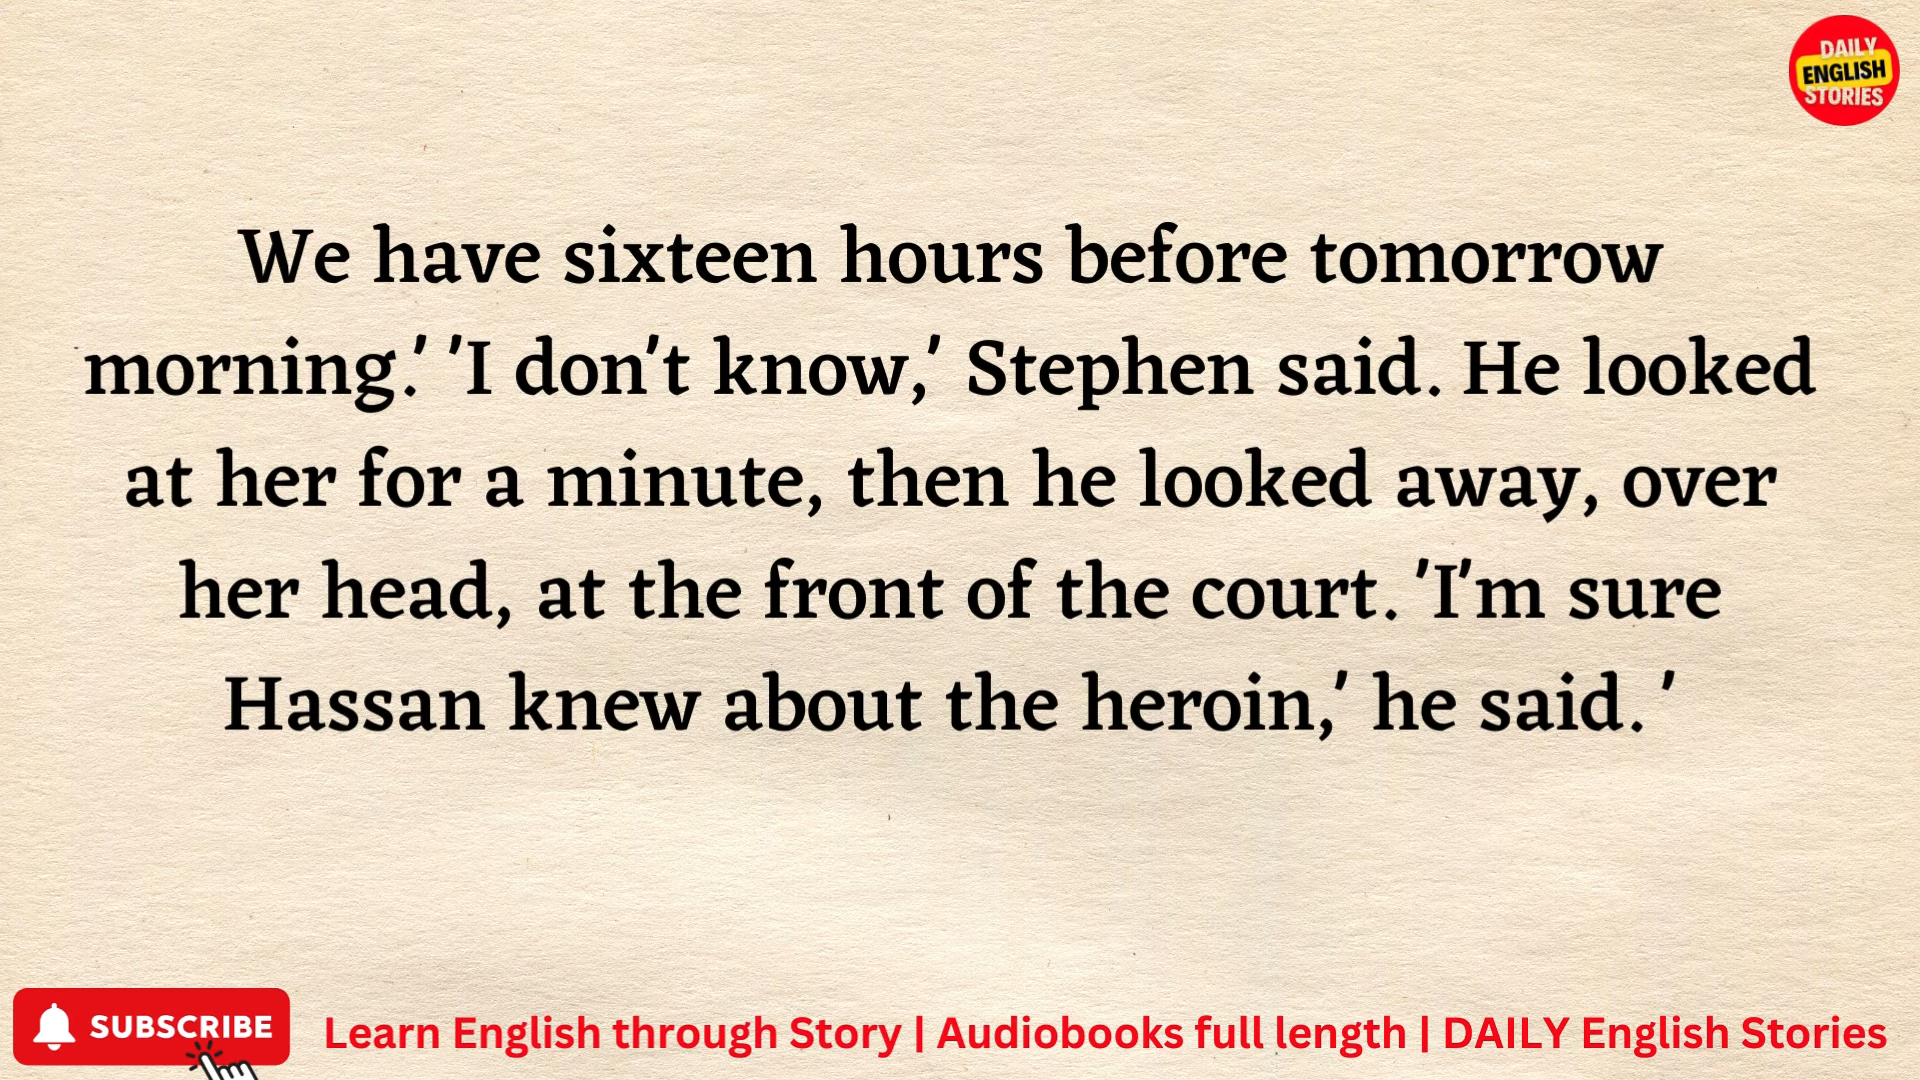 DAILY
ENGLISH
STORIES
We have sixteen hours before tomorrow
morning.' 'I don't know,' Stephen said. He looked
at her for a minute, then he looked away, over
her head, at the front of the court. 'I'm sure
Hassan knew about the heroin,' he said. '
SUBSCRIBE
Learn English through Story | Audiobooks full length | DAILY English Stories